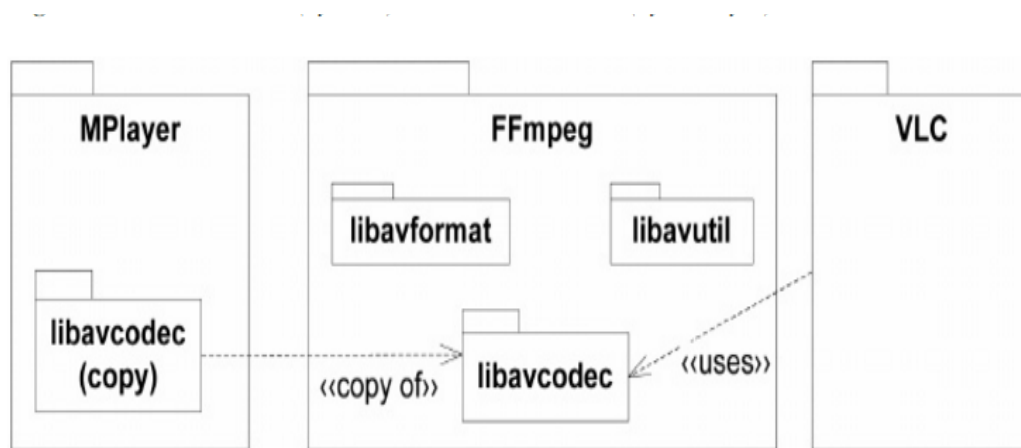 MPlayer
FFmpeg
VLC
libavformat
libavutil
libavcodec
(copy)
‹‹copy of››
libavcodec
‹‹uses››